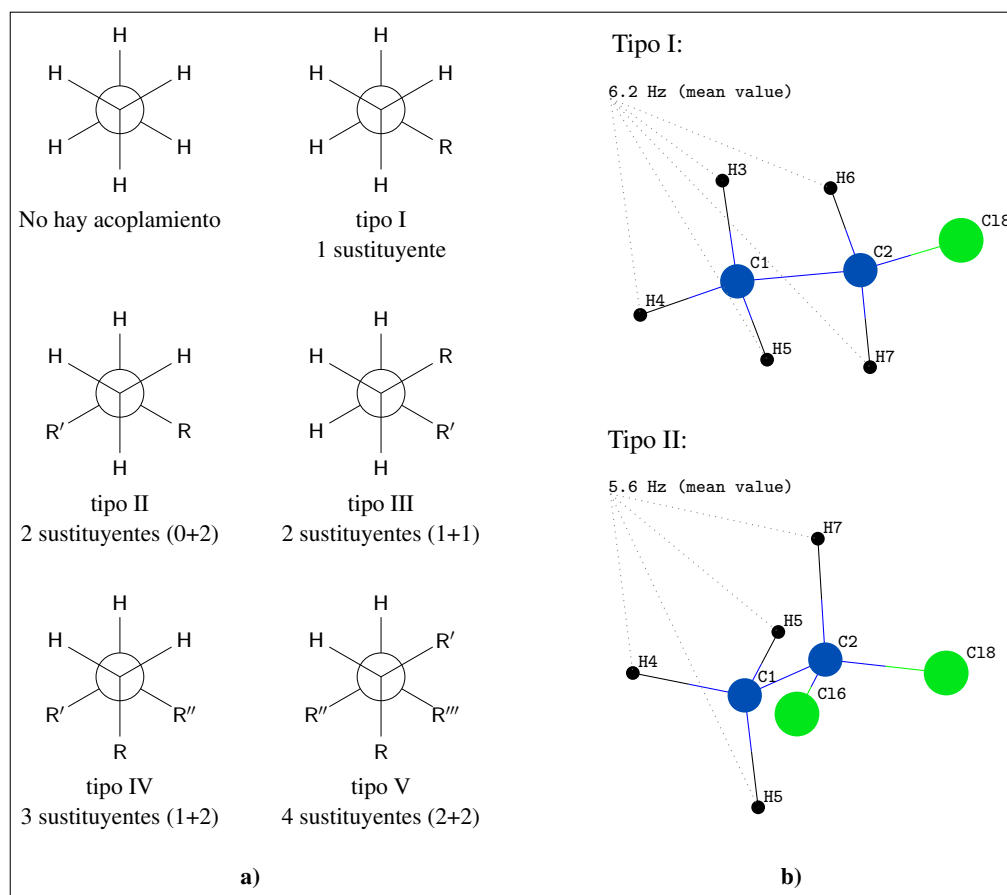 H
H H
H H
H
No hay acoplamiento
H
H H
H R
H
tipo I
1 sustituyente
H
H H
R′ R
H
tipo II
2 sustituyentes (0+2)
H
H R
H R′
H
tipo III
2 sustituyentes (1+1)
H
H H
R′ R″
R
tipo IV
3 sustituyentes (1+2)
H
H R′
R″ R‴
R
tipo V
4 sustituyentes (2+2)
a)
Tipo I:
6.2 Hz (mean value)
H3 H6
Cl8
C1 C2
H4
H5 H7
Tipo II:
5.6 Hz (mean value)
H7
H5
C2
H4 C1 Cl8
Cl6
H5
b)